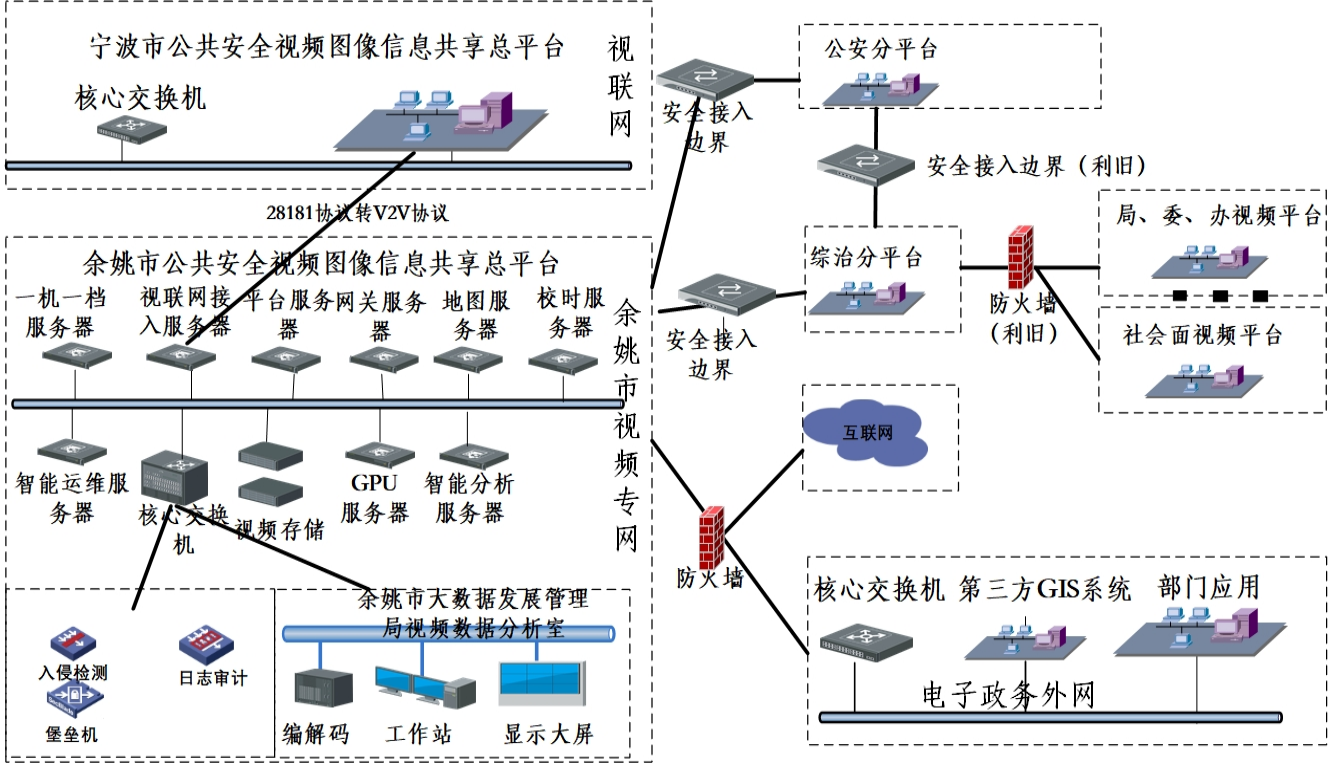 宁波市公共安全视频图像信息共享总平台
视
联
网
核心交换机
28181协议转V2V协议
余姚市公共安全视频图像信息共享总平台
一机一档
服务器
视联网接
入服务器
平台服务
器
网关服务
器
地图服
务器
校时服
务器
余
姚
市
视
频
专
网
智能运维服
务器
核心交换
机
视频存储
GPU
服务器
智能分析
服务器
入侵检测
日志审计
堡垒机
余姚市大数据发展管理
局视频数据分析室
编解码
工作站
显示大屏
安全接入
边界
公安分平台
安全接入边界（利旧）
安全接入
边界
综治分平台
防火墙
（利旧）
局、委、办视频平台
社会面视频平台
互联网
防火墙
核心交换机
第三方GIS系统
部门应用
电子政务外网